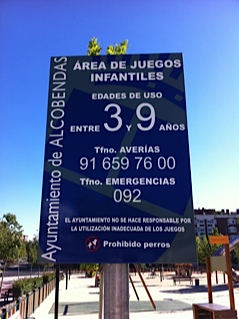 Ayuntamiento de ALCOBENDAS
ÁREA DE JUEGOS
INFANTILES
EDADES DE USO
ENTRE 3 Y 9 AÑOS
Tfno. AVERÍAS
91 659 76 00
Tfno. EMERGENCIAS
092
EL AYUNTAMIENTO NO SE HACE RESPONSABLE POR
LA UTILIZACIÓN INADECUADA DE LOS JUEGOS
Prohibido perros